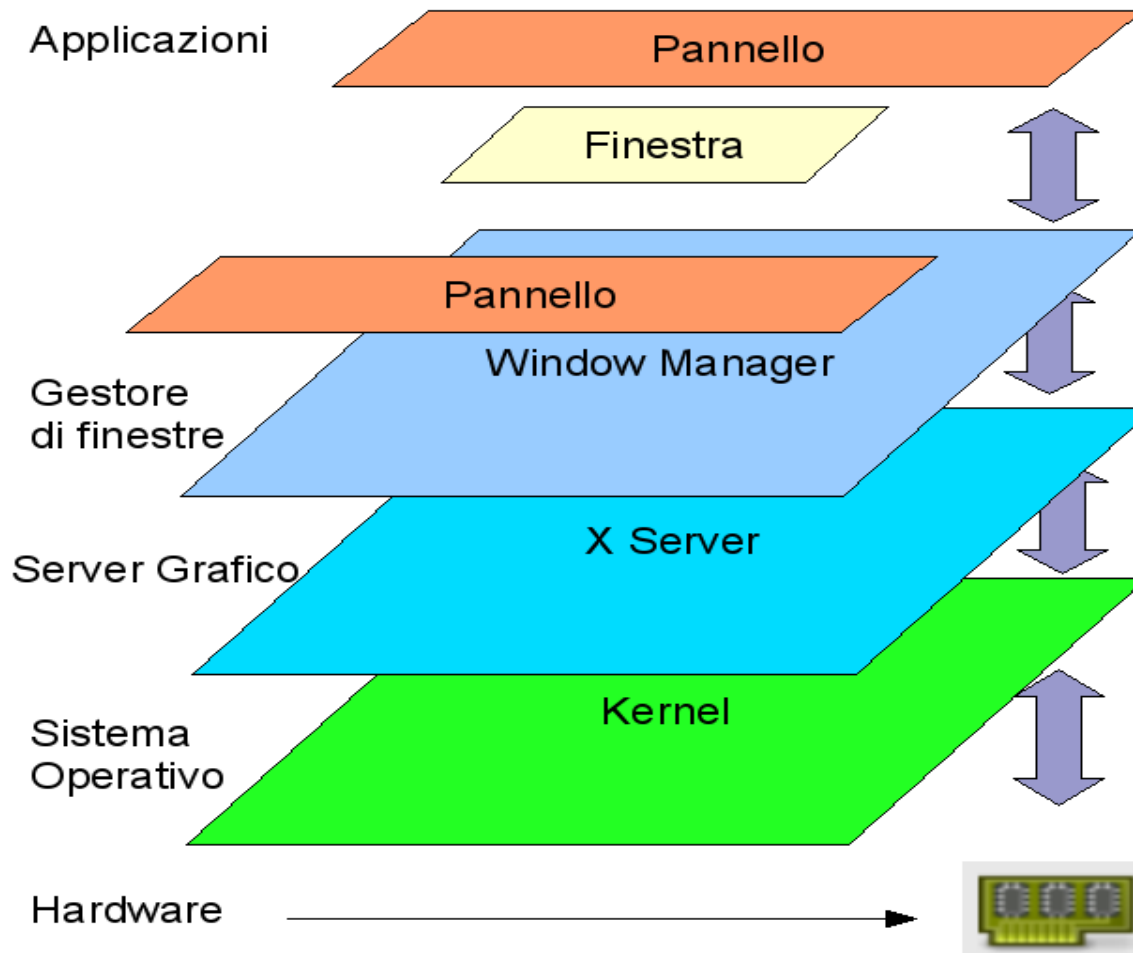 Applicazioni
Pannello
Finestra
Pannello
Window Manager
Gestore
di finestre
X Server
Server Grafico
Kernel
Sistema
Operativo
Hardware